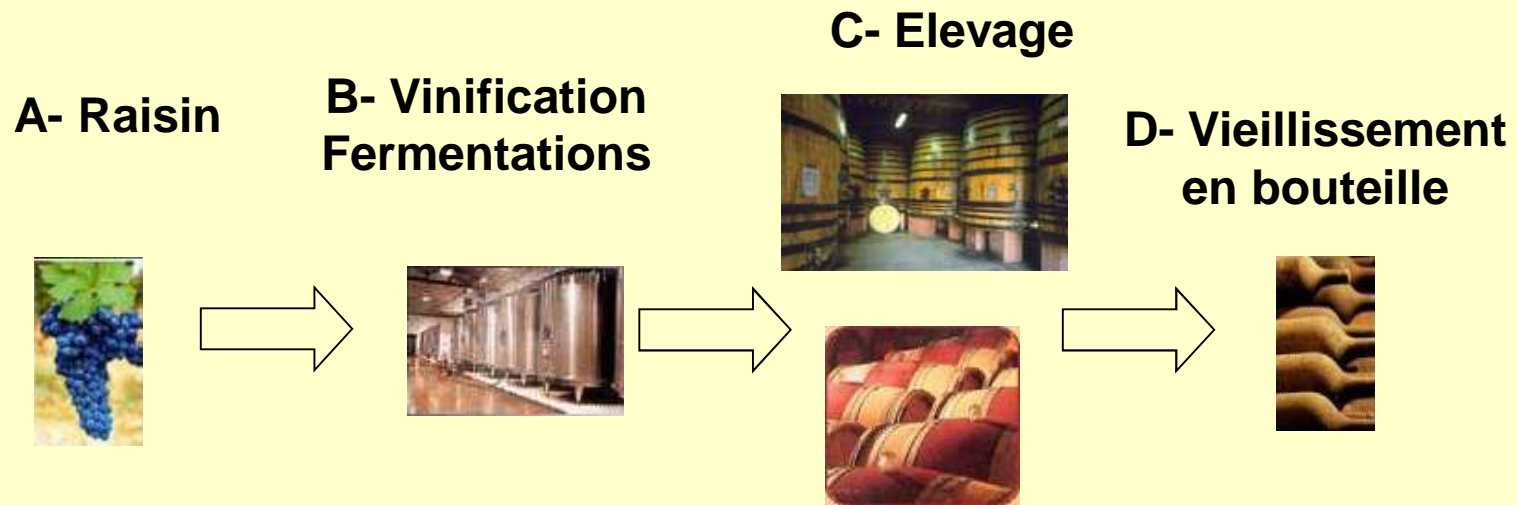 A- Raisin
B- Vinification
Fermentations
C- Elevage
D- Vieillissement
en bouteille